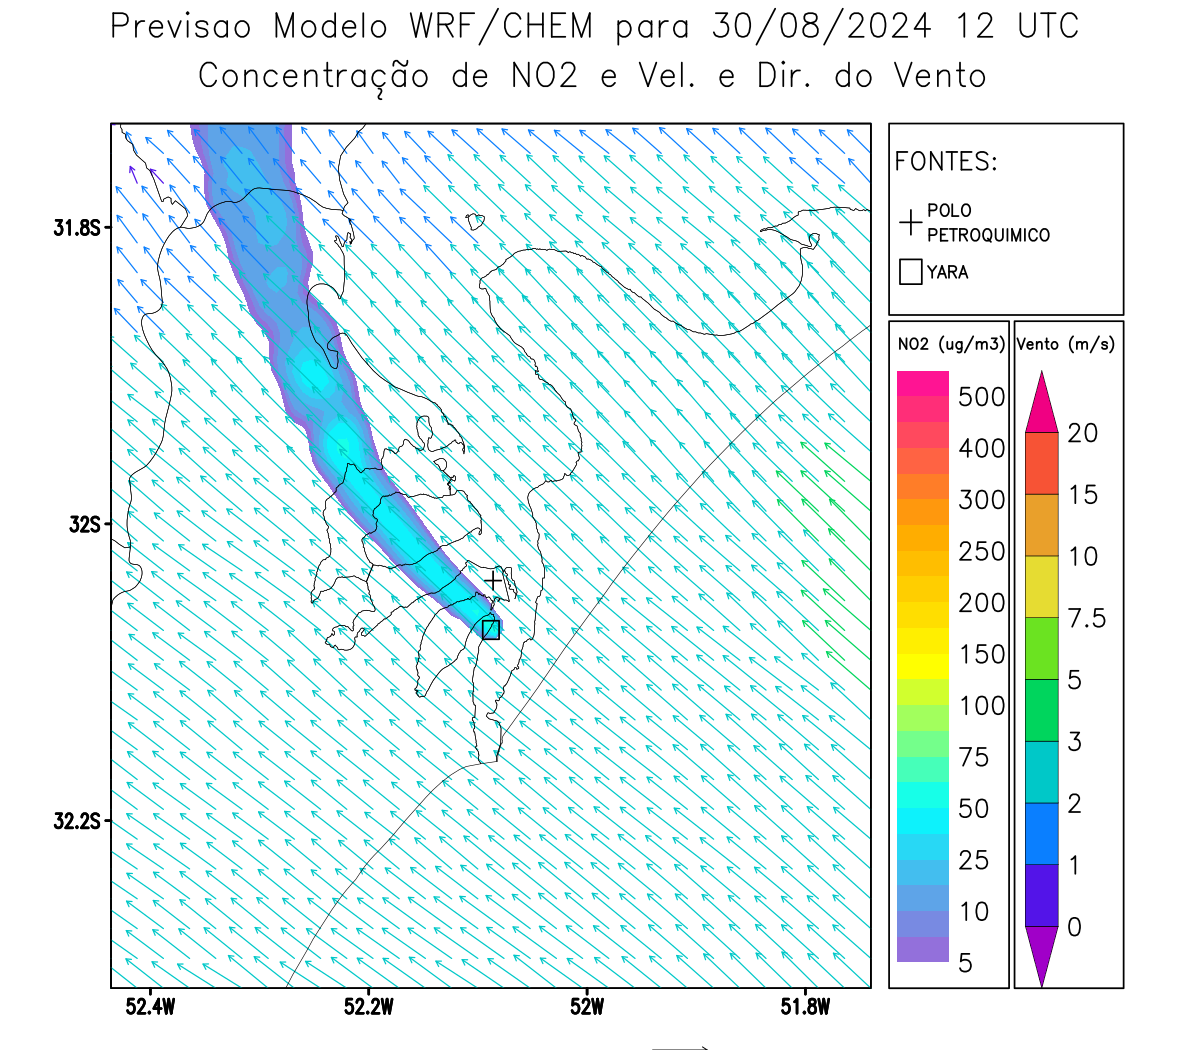 Previsao Modelo WRF/CHEM para 30/08/2024 12 UTC
Concentração de NO2 e Vel. e Dir. do Vento
FONTES:
POLO
PETROQUIMICO
YARA
NO2 (ug/m3)
500
400
300
250
200
150
100
75
50
25
10
5
Vento (m/s)
20
15
10
7.5
5
3
2
1
0
31.8S
32S
32.2S
52.4W
52.2W
52W
51.8W